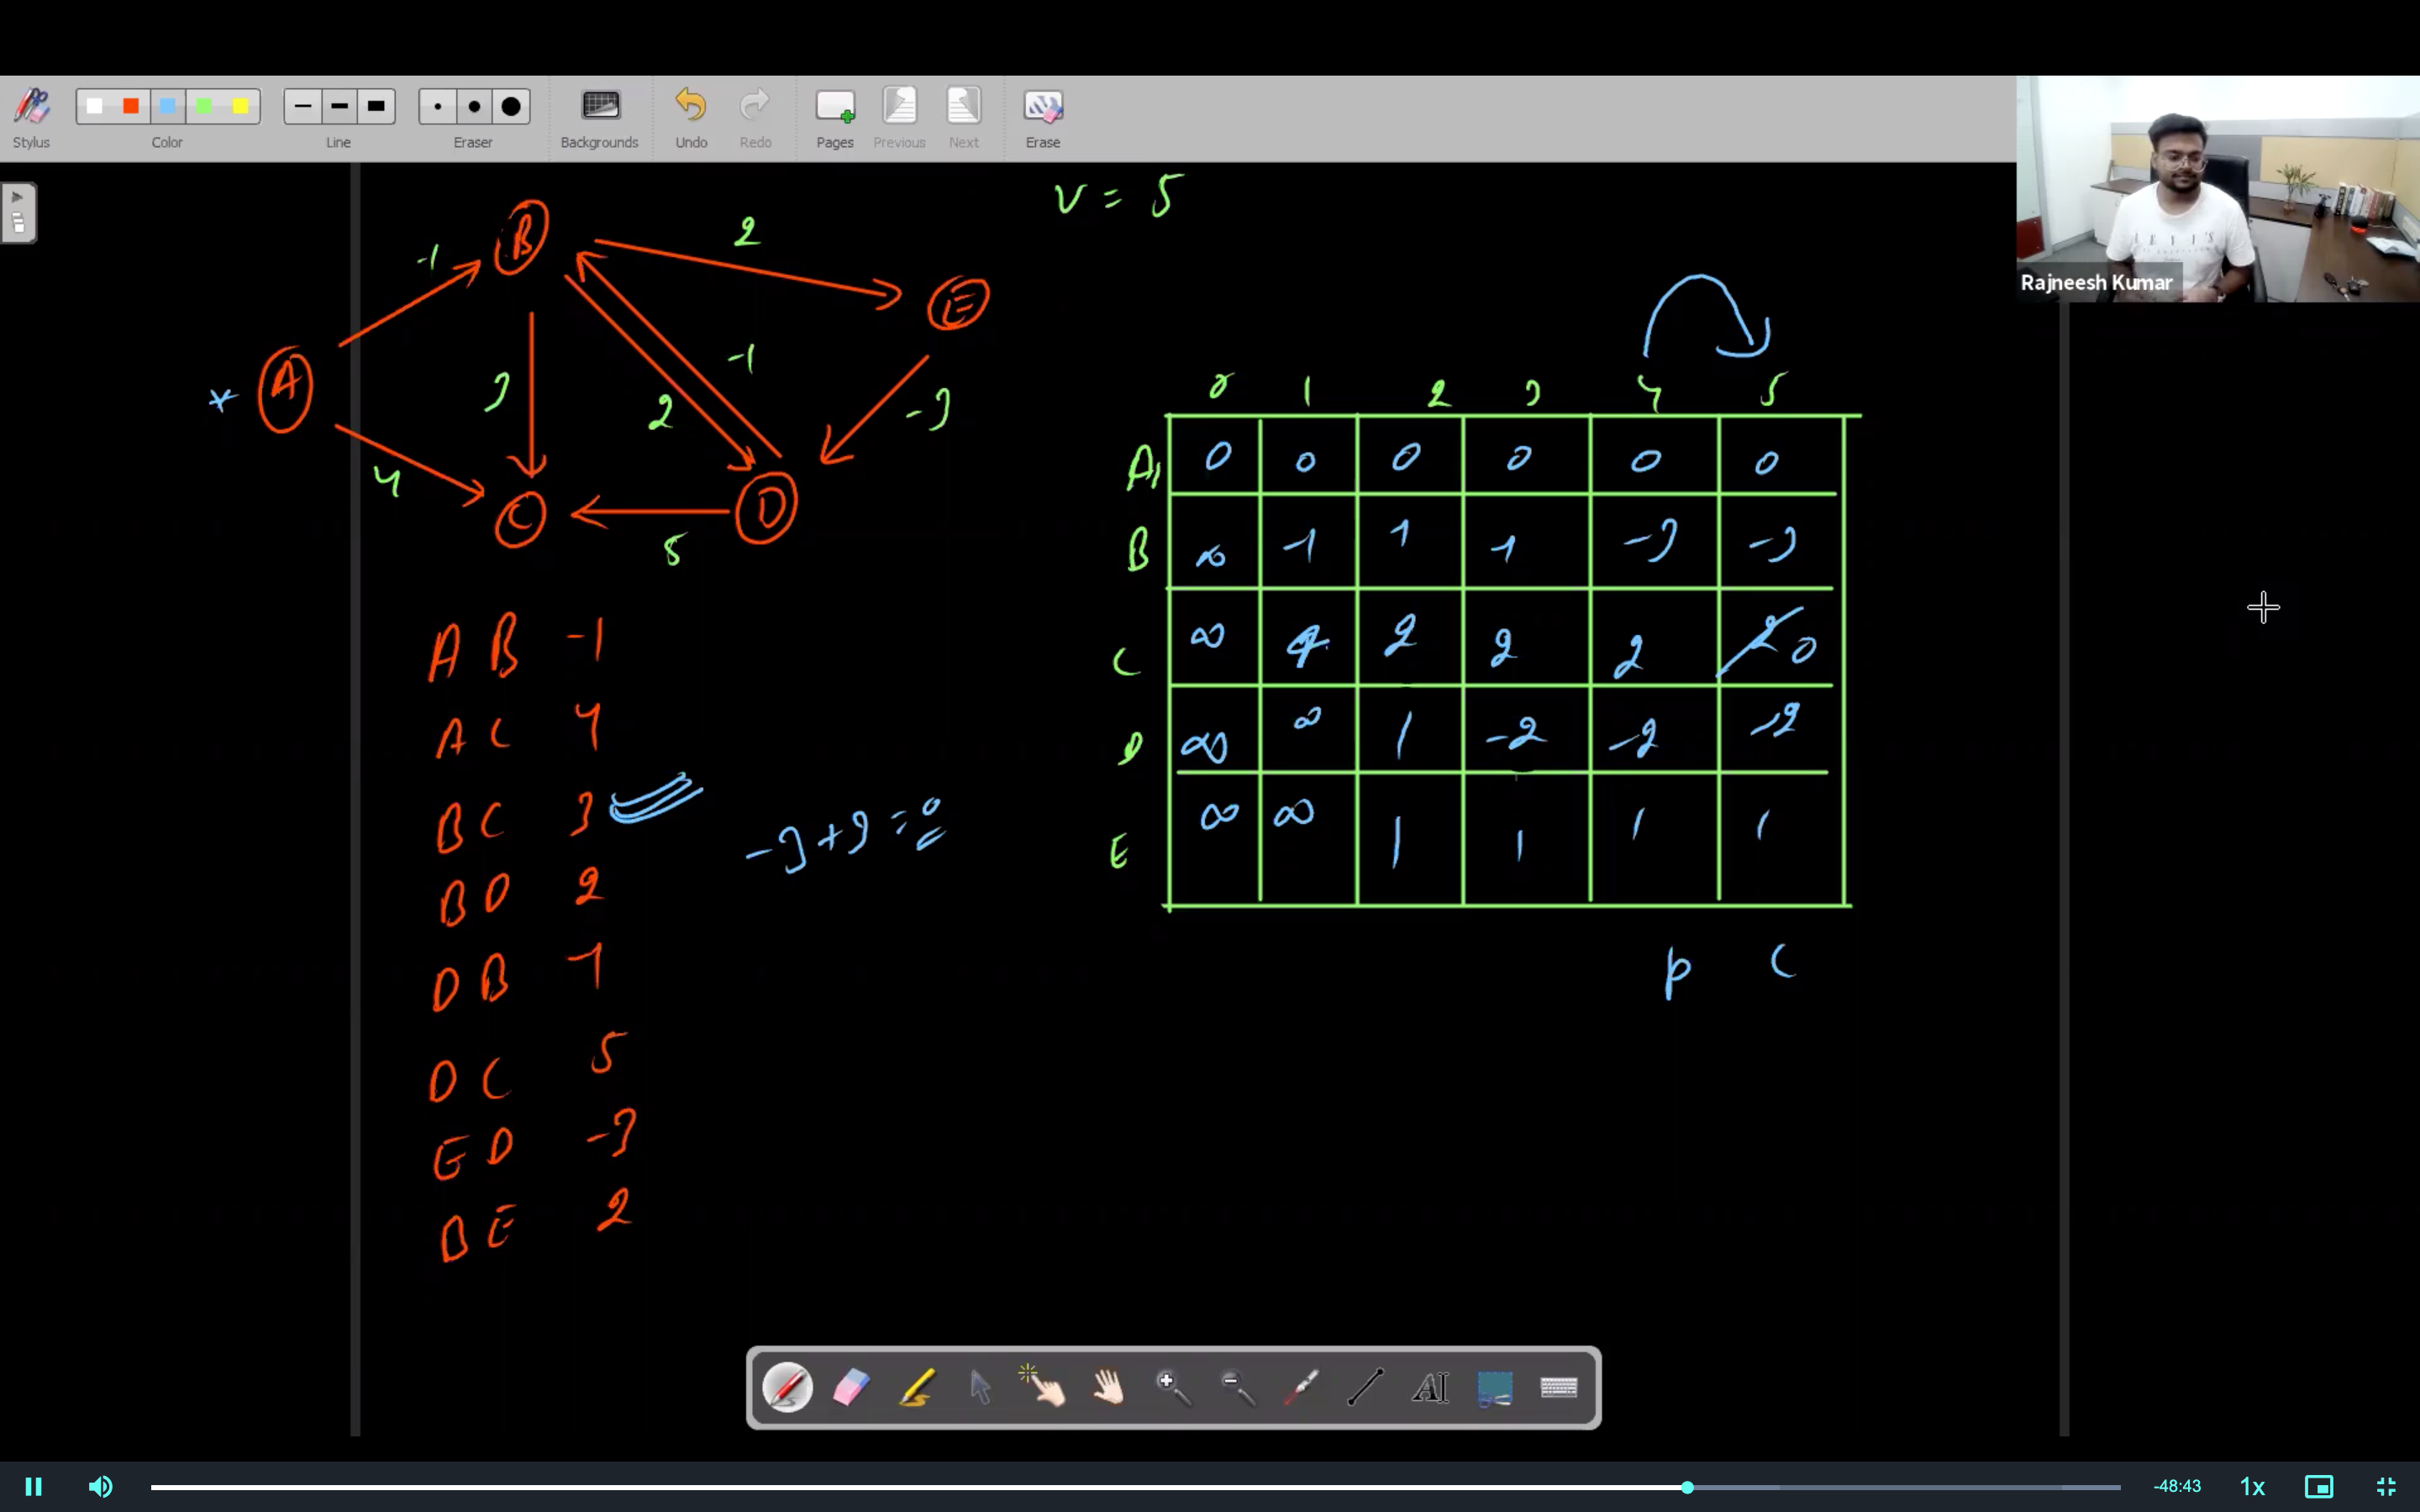 Stylus
Color
Line
Eraser
Backgrounds
Undo
Redo
Pages
Previous
Next
Erase
Rajneesh Kumar
V = 5
B
2
-1
E
A
3
2
-1
-3
4
C
5
D
0 1 2 3 4 5
A 0 0 0 0 0 0
B ∞ -1 -1 -1 -3 -3
C ∞ 4 2 2 2 2 0
D ∞ ∞ 1 -2 -2 -2
E ∞ ∞ 1 1 1 1
P C
A B -1
A C 4
B C 3
-3+3=0
B D 2
D B -1
D C 5
E D -3
B E 2
AI
-48:43
1x